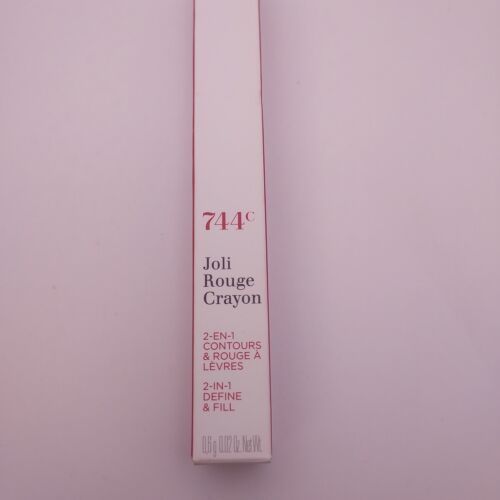 744C
Joli
Rouge
Crayon
2-EN-1
CONTOURS
& ROUGE À
LÈVRES
2-IN-1
DEFINE
& FILL
0,6 g 0.02 Oz. Net Wt.